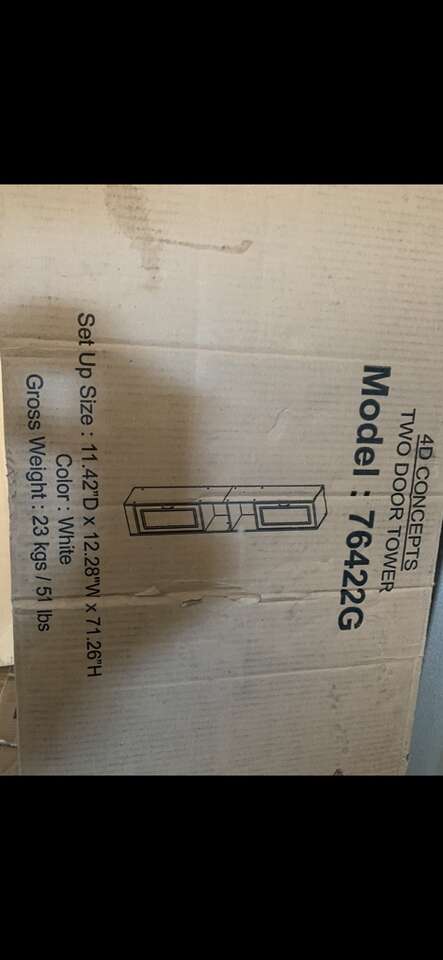 4D CONCEPTS
TWO DOOR TOWER
Model : 76422G
Set Up Size : 11.42"D x 12.28"W x 71.26"H
Color : White
Gross Weight : 23 kgs / 51 lbs